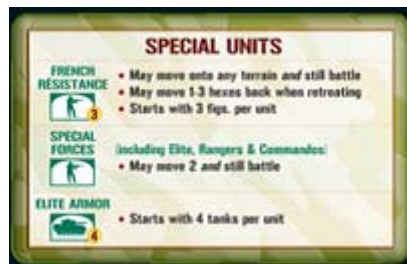 SPECIAL UNITS
FRENCH RÉSISTANCE
3
• May move onto any terrain and still battle
• May move 1-3 hexes back when retreating
• Starts with 3 figs. per unit
SPECIAL FORCES
(including Elite, Rangers & Commandos)
• May move 2 and still battle
ELITE ARMOR
4
• Starts with 4 tanks per unit